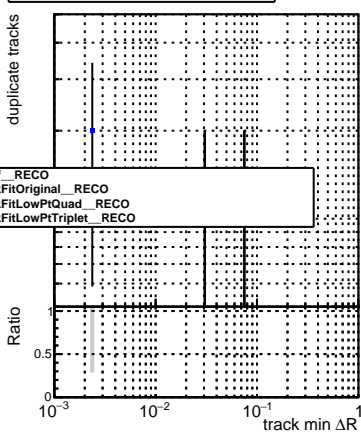 duplicate tracks
__RECO
FitOriginal__RECO
FitLowPtQuad__RECO
FitLowPtTriplet__RECO
Ratio
1
0.5
0
10⁻³
10⁻²
10⁻¹
1
track min ΔR